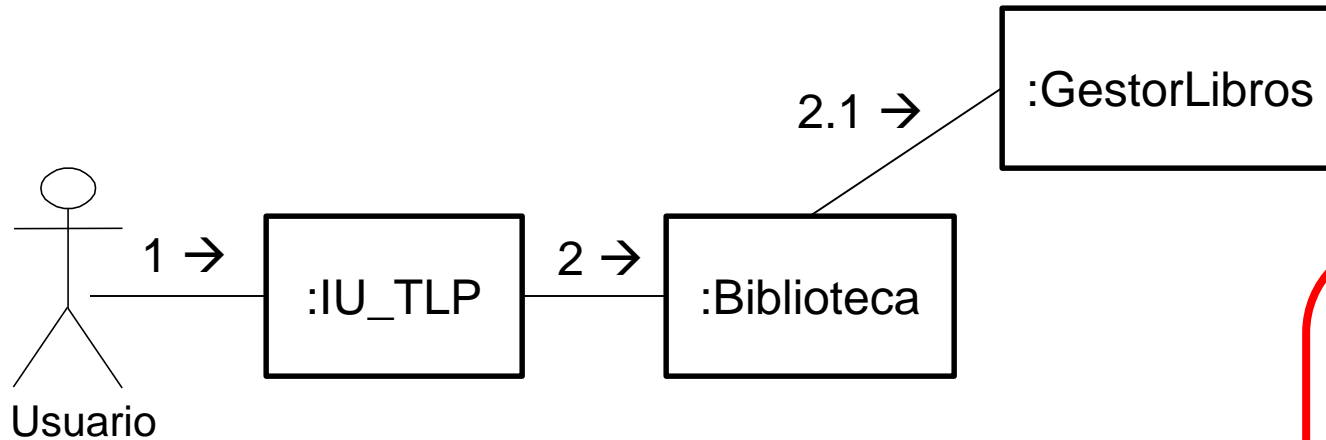 :GestorLibros
2.1 →
1 →
:IU_TLP
2 →
:Biblioteca
Usuario